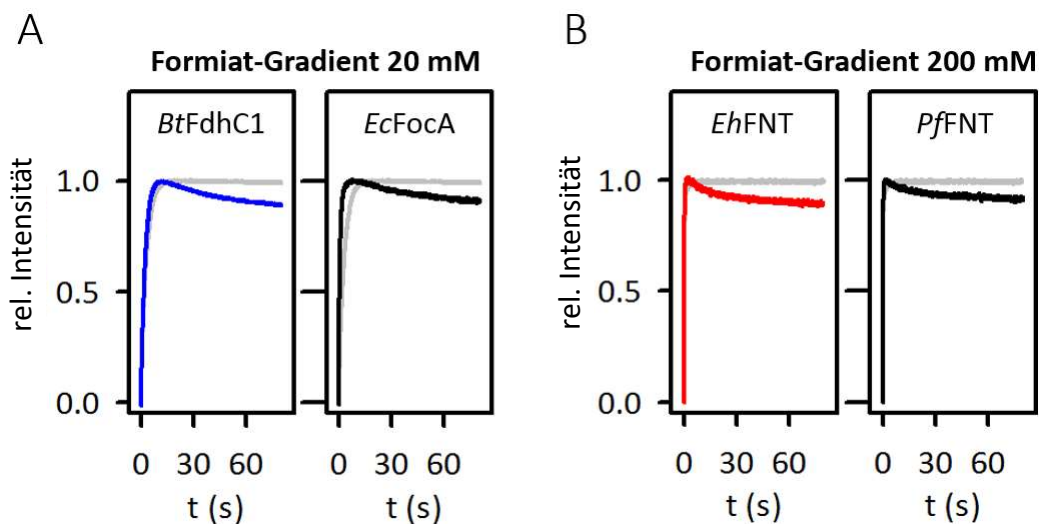 A
Formiat-Gradient 20 mM
BtFdhC1
EcFocA
rel. Intensität
1.0
0.5
0.0
0 30 60
0 30 60
t (s)
t (s)
B
Formiat-Gradient 200 mM
EhFNT
PfFNT
rel. Intensität
1.0
0.5
0.0
0 30 60
0 30 60
t (s)
t (s)